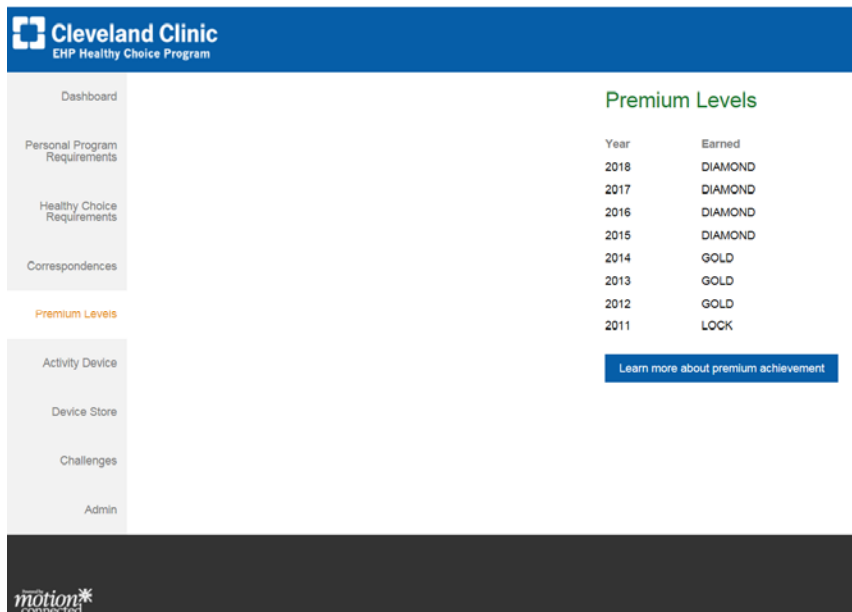 Cleveland Clinic
EHP Healthy Choice Program
Dashboard
Personal Program
Requirements
Healthy Choice
Requirements
Correspondences
Premium Levels
Activity Device
Device Store
Challenges
Admin
Premium Levels
Year Earned
2018 DIAMOND
2017 DIAMOND
2016 DIAMOND
2015 DIAMOND
2014 GOLD
2013 GOLD
2012 GOLD
2011 LOCK
Learn more about premium achievement
motion
connected